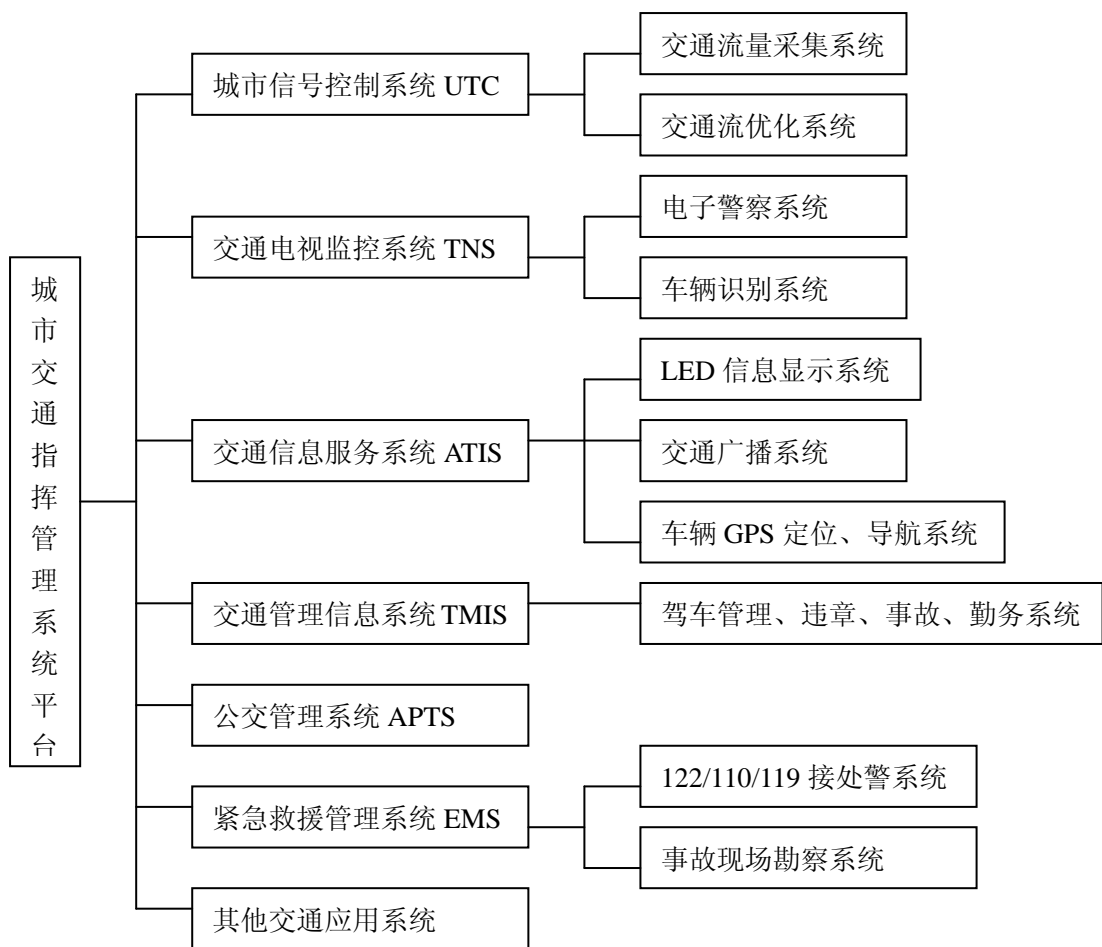 城市交通指挥管理系统平台
城市信号控制系统 UTC
交通流量采集系统
交通流优化系统
交通电视监控系统 TNS
电子警察系统
车辆识别系统
交通信息服务系统 ATIS
LED 信息显示系统
交通广播系统
车辆 GPS 定位、导航系统
交通管理信息系统 TMIS
驾车管理、违章、事故、勤务系统
公交管理系统 APTS
紧急救援管理系统 EMS
122/110/119 接处警系统
事故现场勘察系统
其他交通应用系统